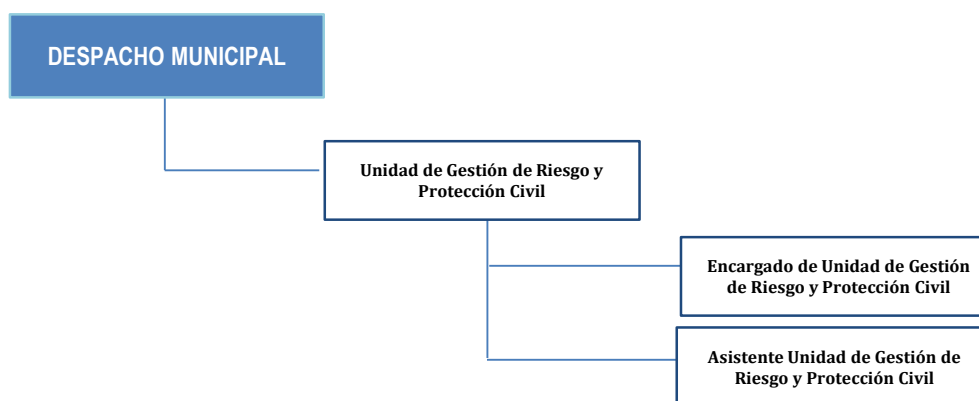 DESPACHO MUNICIPAL
Unidad de Gestión de Riesgo y
Protección Civil
Encargado de Unidad de Gestión
de Riesgo y Protección Civil
Asistente Unidad de Gestión de
Riesgo y Protección Civil